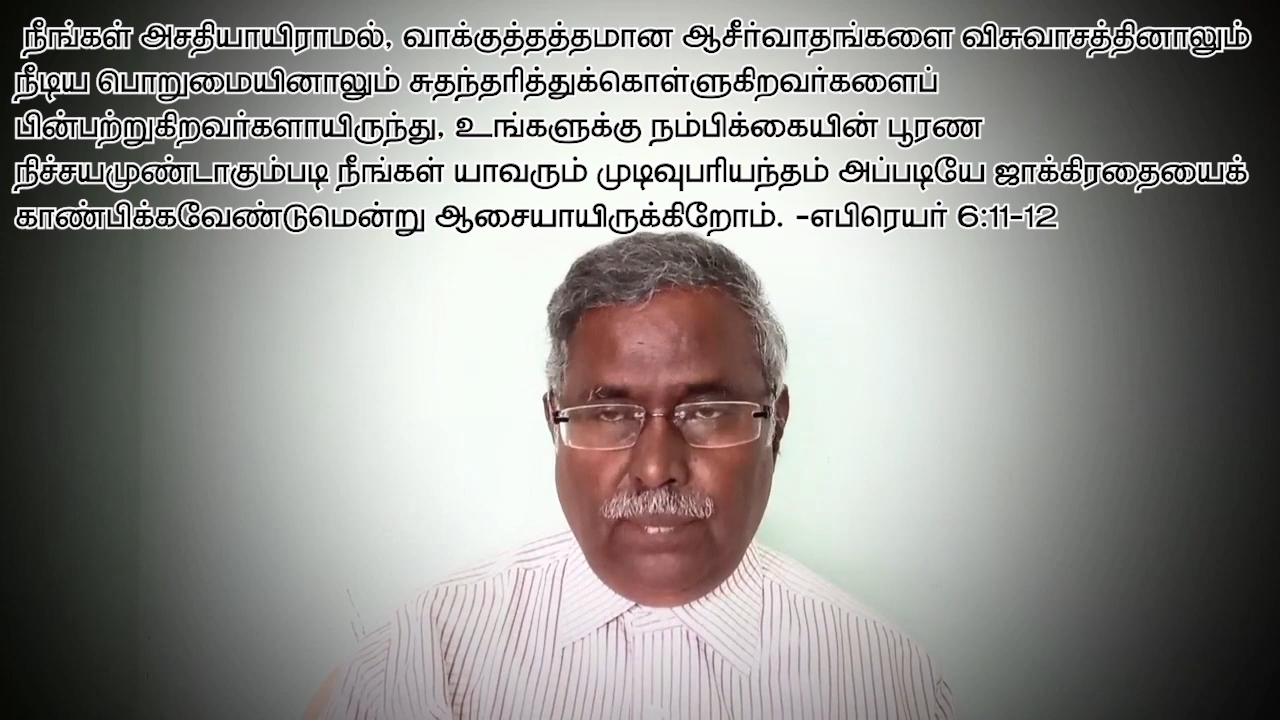 நீங்கள் அசதியாயிராமல், வாக்குத்தத்தமான ஆசீர்வாதங்களை விசுவாசத்தினாலும்
நீடிய பொறுமையினாலும் சுதந்தரித்துக்கொள்ளுகிறவர்களைப்
பின்பற்றுகிறவர்களாயிருந்து, உங்களுக்கு நம்பிக்கையின் பூரண
நிச்சயமுண்டாகும்படி நீங்கள் யாவரும் முடிவுபரியந்தம் அப்படியே ஜாக்கிரதையைக்
காண்பிக்கவேண்டுமென்று ஆசையாயிருக்கிறோம். -எபிரெயர் 6:11-12